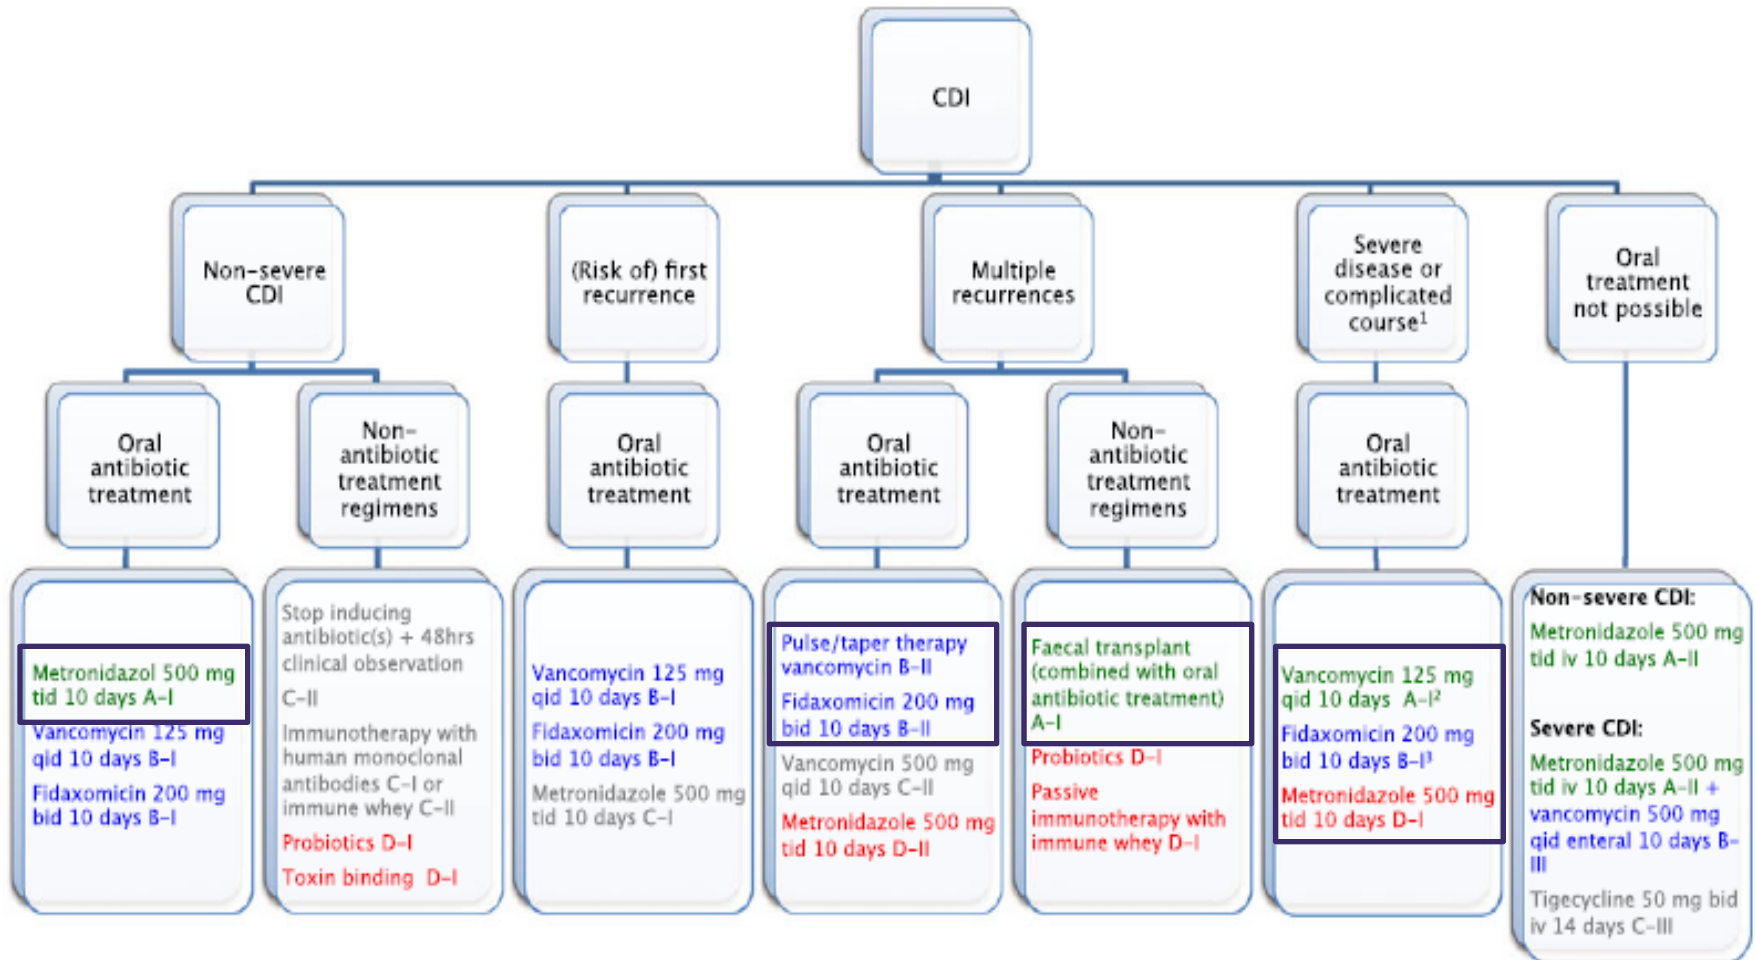 CDI
Non-severe
CDI
(Risk of) first
recurrence
Multiple
recurrences
Severe
disease or
complicated
course¹
Oral
treatment
not possible
Oral
antibiotic
treatment
Non-
antibiotic
treatment
regimens
Oral
antibiotic
treatment
Oral
antibiotic
treatment
Non-
antibiotic
treatment
regimens
Oral
antibiotic
treatment
Metronidazol 500 mg
tid 10 days A-I
Vancomycin 125 mg
qid 10 days B-I
Fidaxomicin 200 mg
bid 10 days B-I
Stop inducing
antibiotic(s) + 48hrs
clinical observation
C-II
Immunotherapy with
human monoclonal
antibodies C-I or
immune whey C-II
Probiotics D-I
Toxin binding D-I
Vancomycin 125 mg
qid 10 days B-I
Fidaxomicin 200 mg
bid 10 days B-I
Metronidazole 500 mg
tid 10 days C-I
Pulse/taper therapy
vancomycin B-II
Fidaxomicin 200 mg
bid 10 days B-II
Vancomycin 500 mg
qid 10 days C-II
Metronidazole 500 mg
tid 10 days D-II
Faecal transplant
(combined with oral
antibiotic treatment)
A-I
Probiotics D-I
Passive
immunotherapy with
immune whey D-I
Vancomycin 125 mg
qid 10 days A-I²
Fidaxomicin 200 mg
bid 10 days B-I³
Metronidazole 500 mg
tid 10 days D-I
Non-severe CDI:
Metronidazole 500 mg
tid iv 10 days A-II
Severe CDI:
Metronidazole 500 mg
tid iv 10 days A-II +
vancomycin 500 mg
qid enteral 10 days B-
III
Tigecycline 50 mg bid
iv 14 days C-III